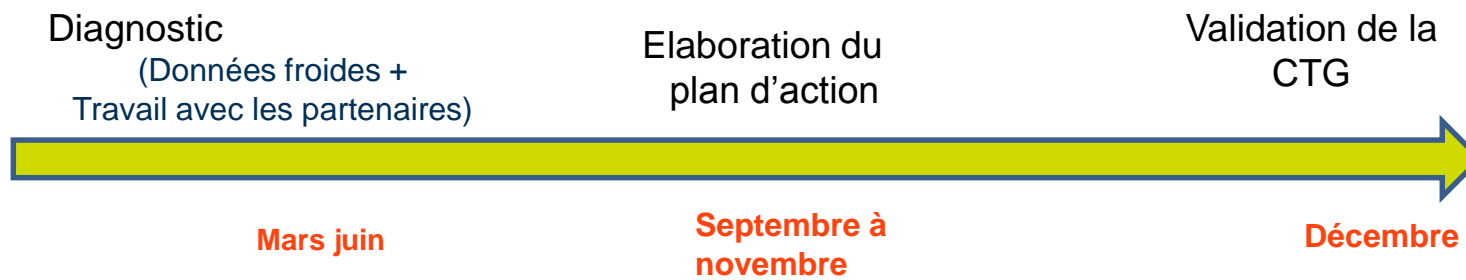 Diagnostic
(Données froides +
Travail avec les partenaires)
Elaboration du
plan d’action
Validation de la
CTG
Mars juin
Septembre à
novembre
Décembre